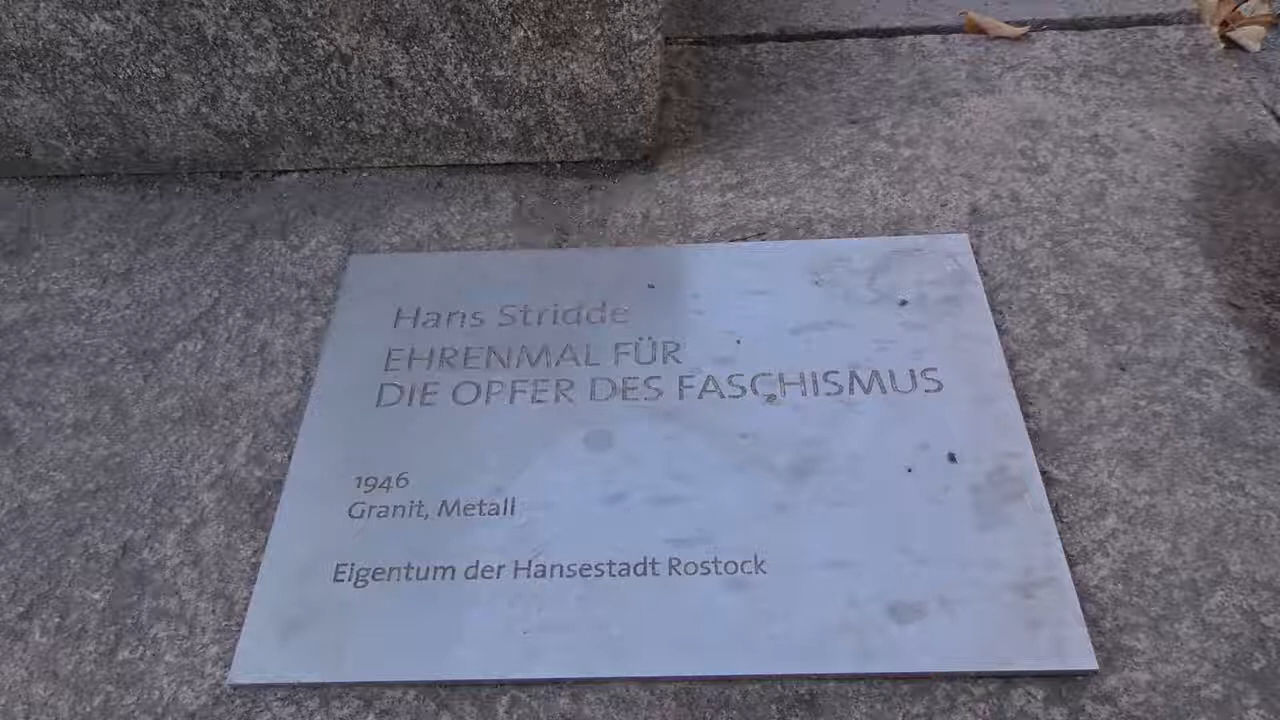 Hans Stridde
EHRENMAL FÜR
DIE OPFER DES FASCHISMUS
1946
Granit, Metall
Eigentum der Hansestadt Rostock